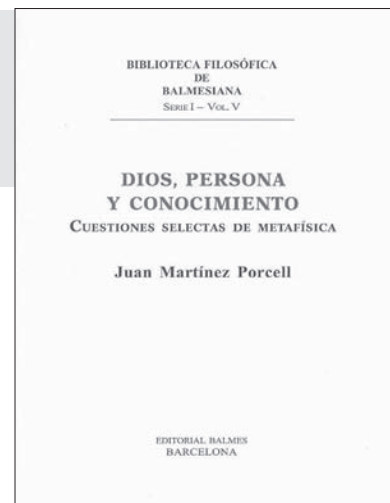 BIBLIOTECA FILOSÓFICA
DE
BALMESIANA
SERIE I – VOL. V
DIOS, PERSONA
Y CONOCIMIENTO
CUESTIONES SELECTAS DE METAFÍSICA
Juan Martínez Porcell
EDITORIAL BALMES
BARCELONA